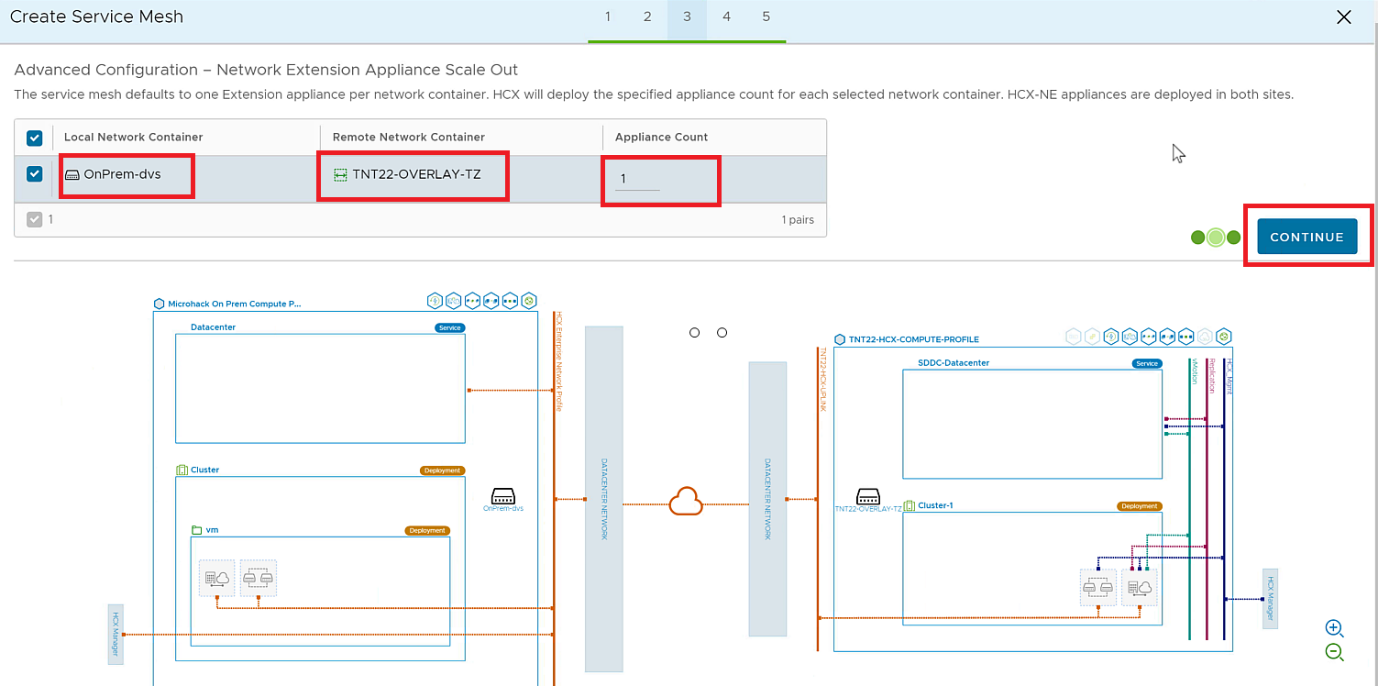 Create Service Mesh
1 2 3 4 5
Advanced Configuration – Network Extension Appliance Scale Out
The service mesh defaults to one Extension appliance per network container. HCX will deploy the specified appliance count for each selected network container. HCX-NE appliances are deployed in both sites.
Local Network Container Remote Network Container Appliance Count
OnPrem-dvs TNT22-OVERLAY-TZ 1
1 1 pairs
CONTINUE
Microhack On Prem Compute P...
Datacenter Service
HCX Enterprise Network Profile
Cluster Deployment
OnPrem-dvs
vm Deployment
HCX Manager
DATACENTER NETWORK
DATACENTER NETWORK
TNT22-HCX-UPLINK
TNT22-HCX-COMPUTE-PROFILE
SDDC-Datacenter Service
vMotion
Replication
HCX_Mgmt
TNT22-OVERLAY-TZ
Cluster-1 Deployment
HCX Manager